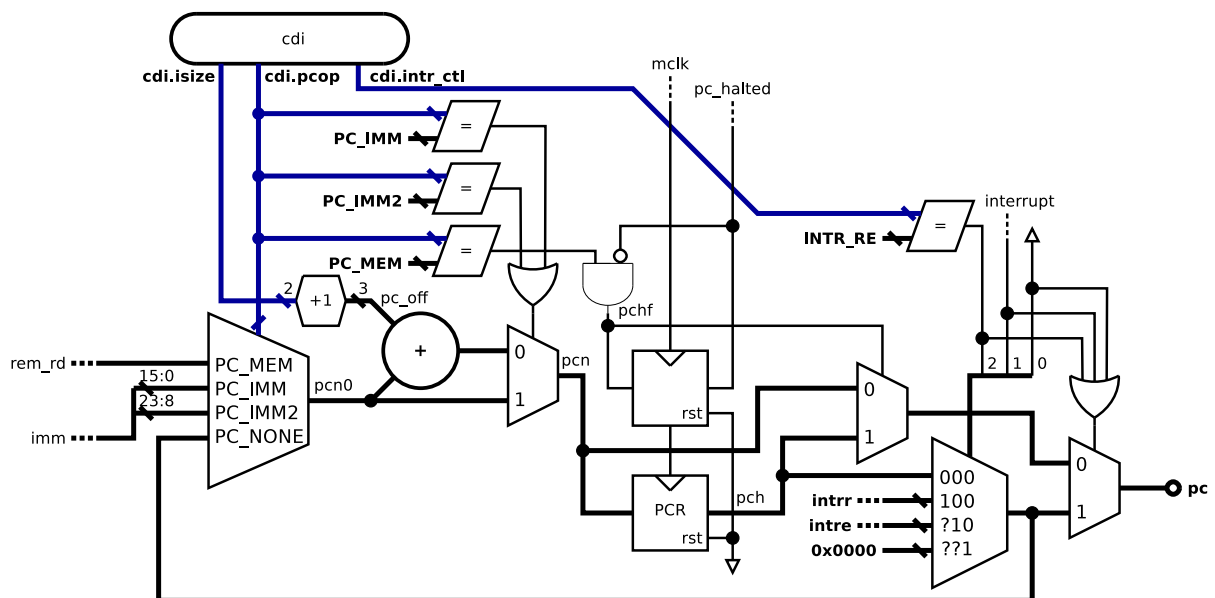 cdi
cdi.isize
cdi.pcop
cdi.intr_ctl
mclk
pc_halted
PC_IMM
=
PC_IMM2
=
PC_MEM
=
INTR_RE
=
interrupt
2
+1
3
pc_off
+
pchf
0
1
pcn
2
1
0
rem_rd
15:0
23:8
imm
PC_MEM
PC_IMM
PC_IMM2
PC_NONE
pcn0
rst
0
1
PCR
rst
pch
intrr
intre
0x0000
000
100
?10
??1
0
1
pc